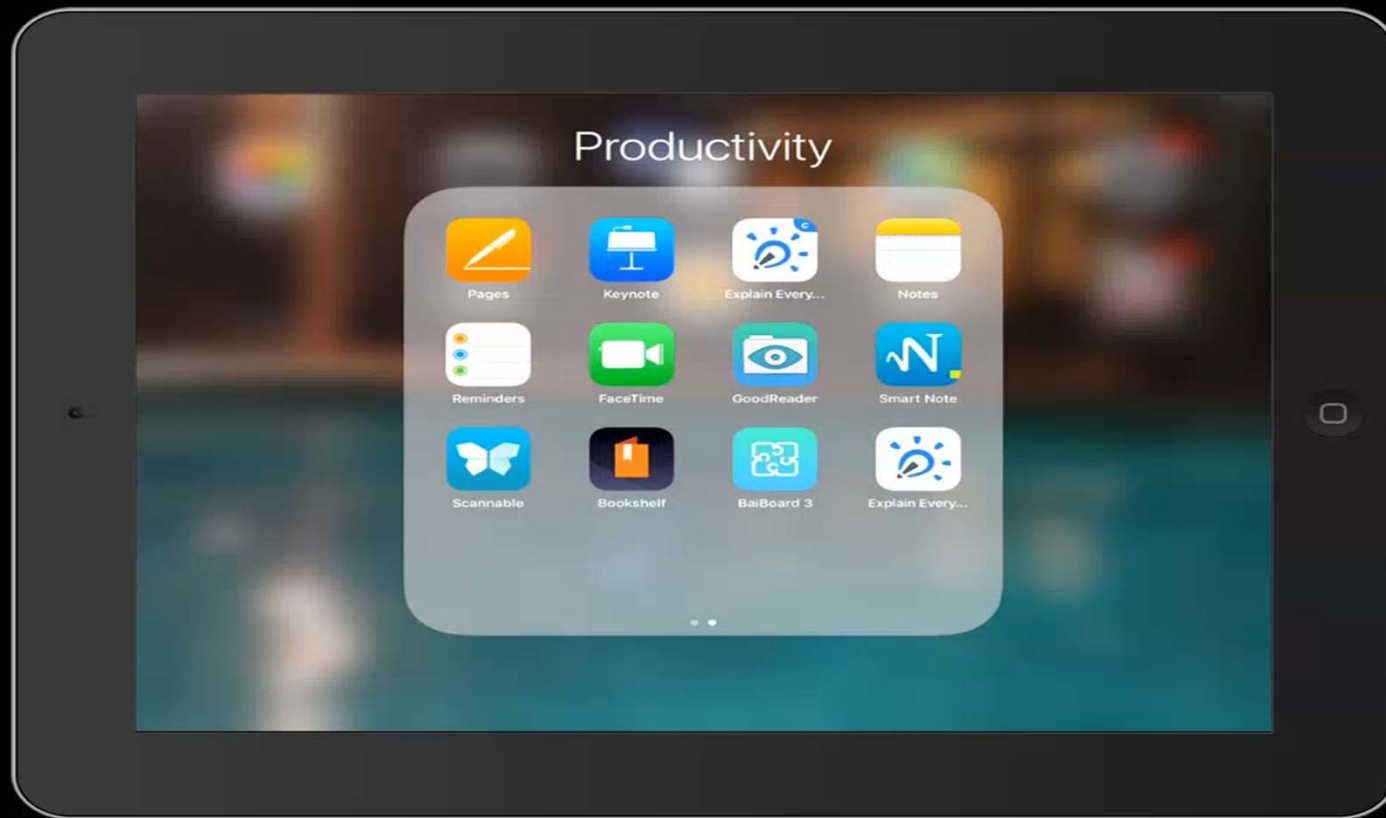 Productivity
C
Pages Keynote Explain Every... Notes
Reminders FaceTime GoodReader Smart Note
Scannable Bookshelf BaiBoard 3 Explain Every...